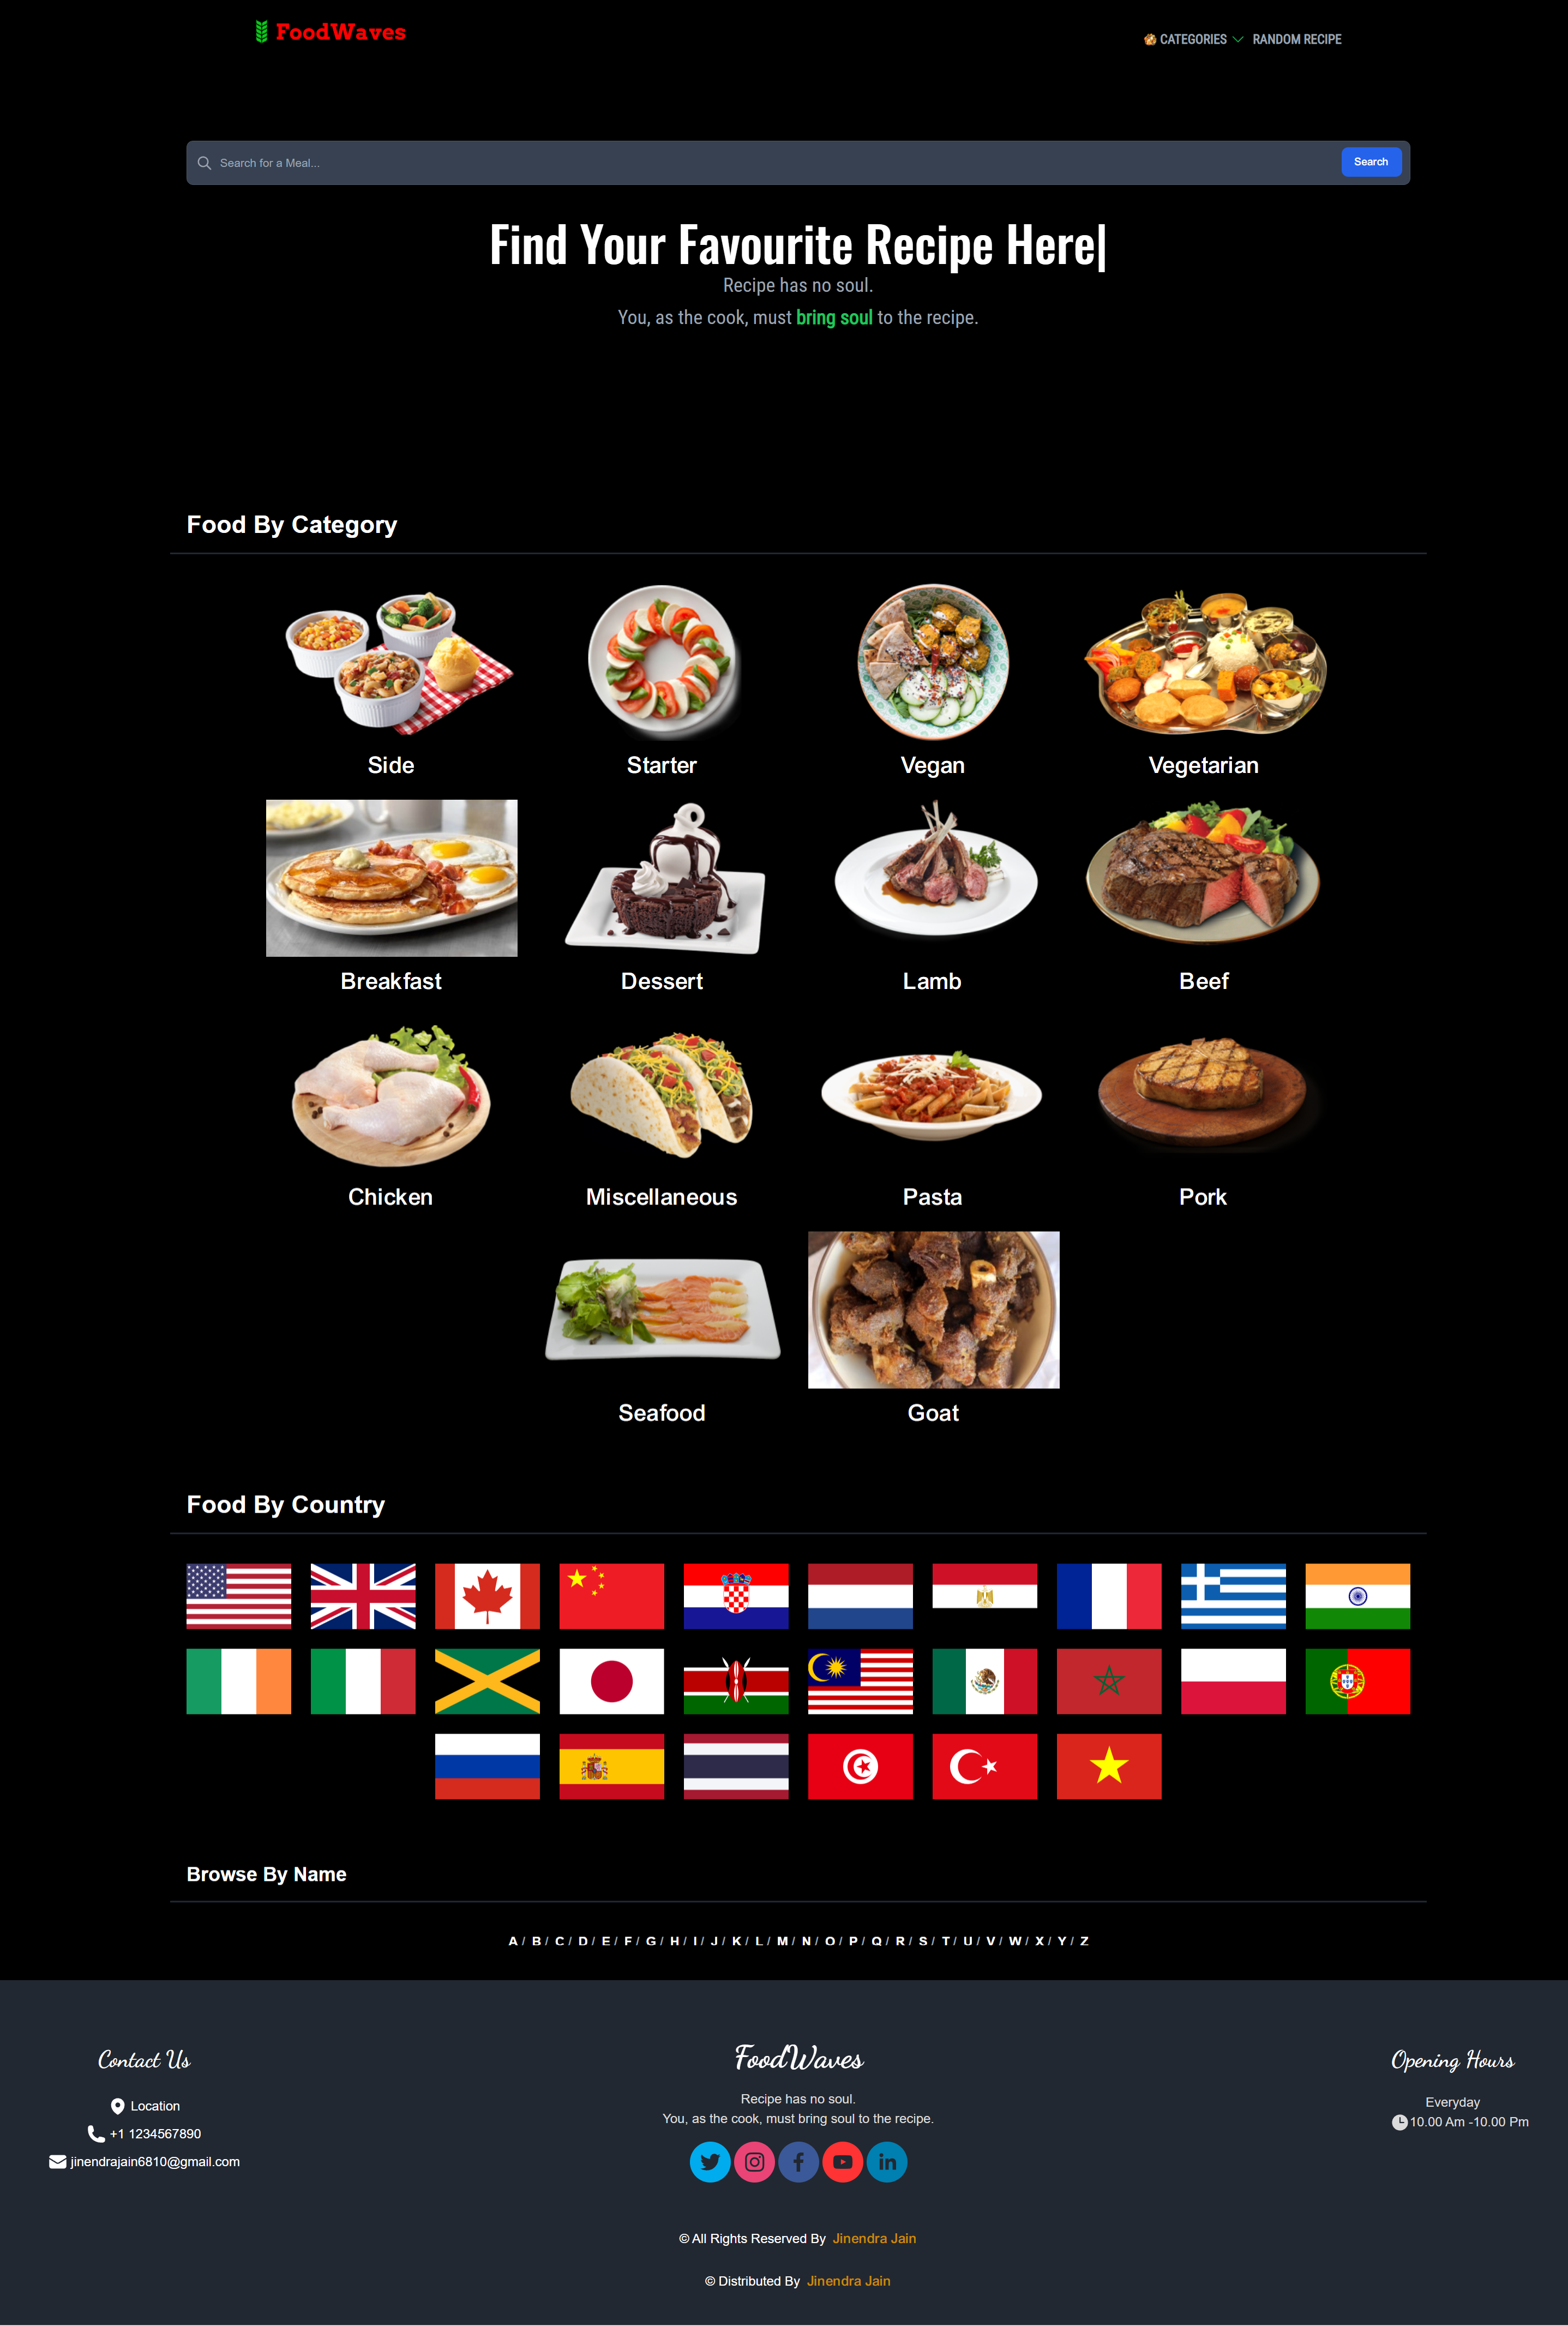 FoodWaves
CATEGORIES RANDOM RECIPE
Search for a Meal...
Search
Find Your Favourite Recipe Here|
Recipe has no soul.
You, as the cook, must bring soul to the recipe.
Food By Category
Side
Starter
Vegan
Vegetarian
Breakfast
Dessert
Lamb
Beef
Chicken
Miscellaneous
Pasta
Pork
Seafood
Goat
Food By Country
Browse By Name
A / B / C / D / E / F / G / H / I / J / K / L / M / N / O / P / Q / R / S / T / U / V / W / X / Y / Z
Contact Us
Location
+1 1234567890
jinendrajain6810@gmail.com
FoodWaves
Recipe has no soul.
You, as the cook, must bring soul to the recipe.
in
Opening Hours
Everyday
10.00 Am -10.00 Pm
© All Rights Reserved By Jinendra Jain
© Distributed By Jinendra Jain